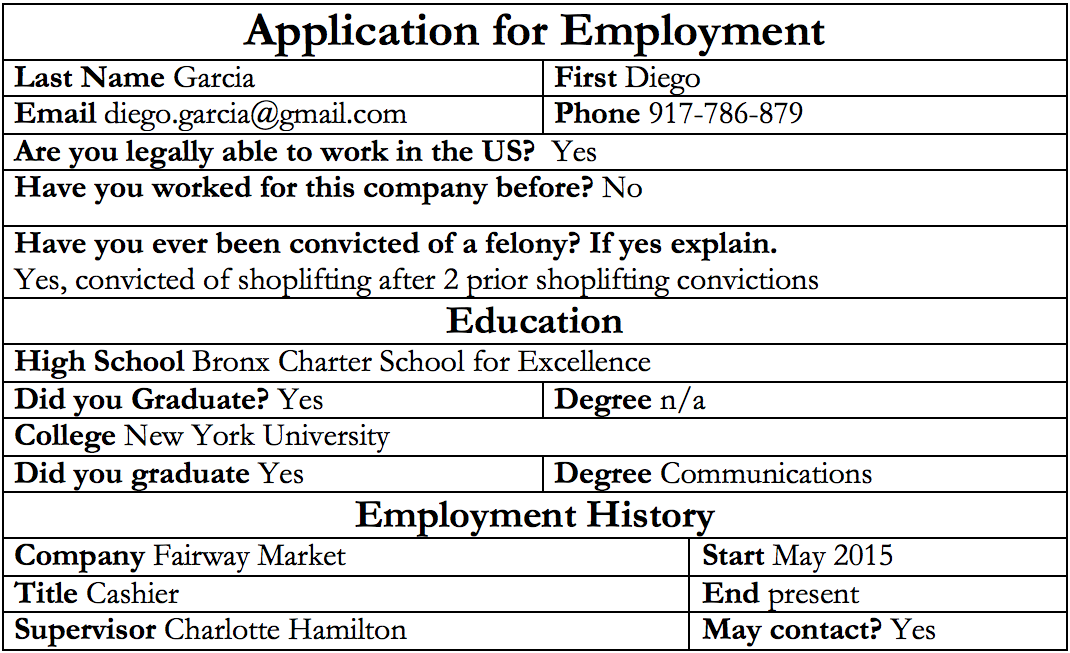 Application for Employment
Last Name Garcia First Diego
Email diego.garcia@gmail.com Phone 917-786-879
Are you legally able to work in the US? Yes
Have you worked for this company before? No
Have you ever been convicted of a felony? If yes explain.
Yes, convicted of shoplifting after 2 prior shoplifting convictions
Education
High School Bronx Charter School for Excellence
Did you Graduate? Yes Degree n/a
College New York University
Did you graduate Yes Degree Communications
Employment History
Company Fairway Market Start May 2015
Title Cashier End present
Supervisor Charlotte Hamilton May contact? Yes